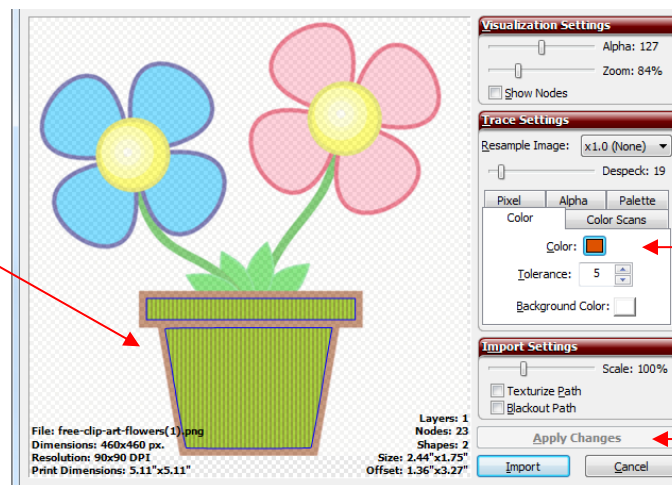 Visualization Settings
Alpha: 127
Zoom: 84%
Show Nodes
Trace Settings
Resample Image: x1.0 (None)
Despeck: 19
Pixel Alpha Palette
Color Color Scans
Color:
Tolerance: 5
Background Color:
Import Settings
Scale: 100%
Texturize Path
Blackout Path
Apply Changes
Import Cancel
File: free-clip-art-flowers(1).png
Dimensions: 460x460 px.
Resolution: 90x90 DPI
Print Dimensions: 5.11"x5.11"
Layers: 1
Nodes: 23
Shapes: 2
Size: 2.44"x1.75"
Offset: 1.36"x3.27"